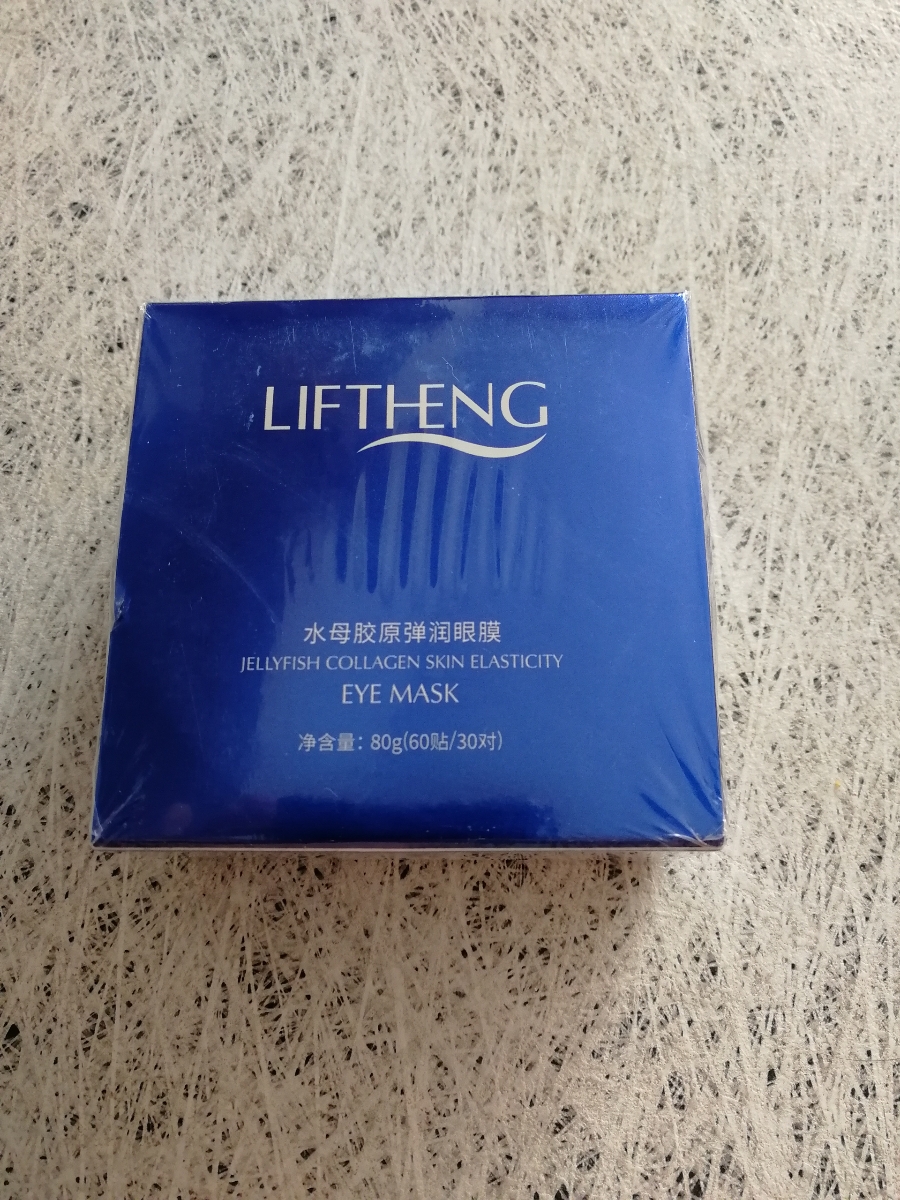 LIFTHENG
水母胶原弹润眼膜
JELLYFISH COLLAGEN SKIN ELASTICITY
EYE MASK
净含量：80g(60贴/30对)